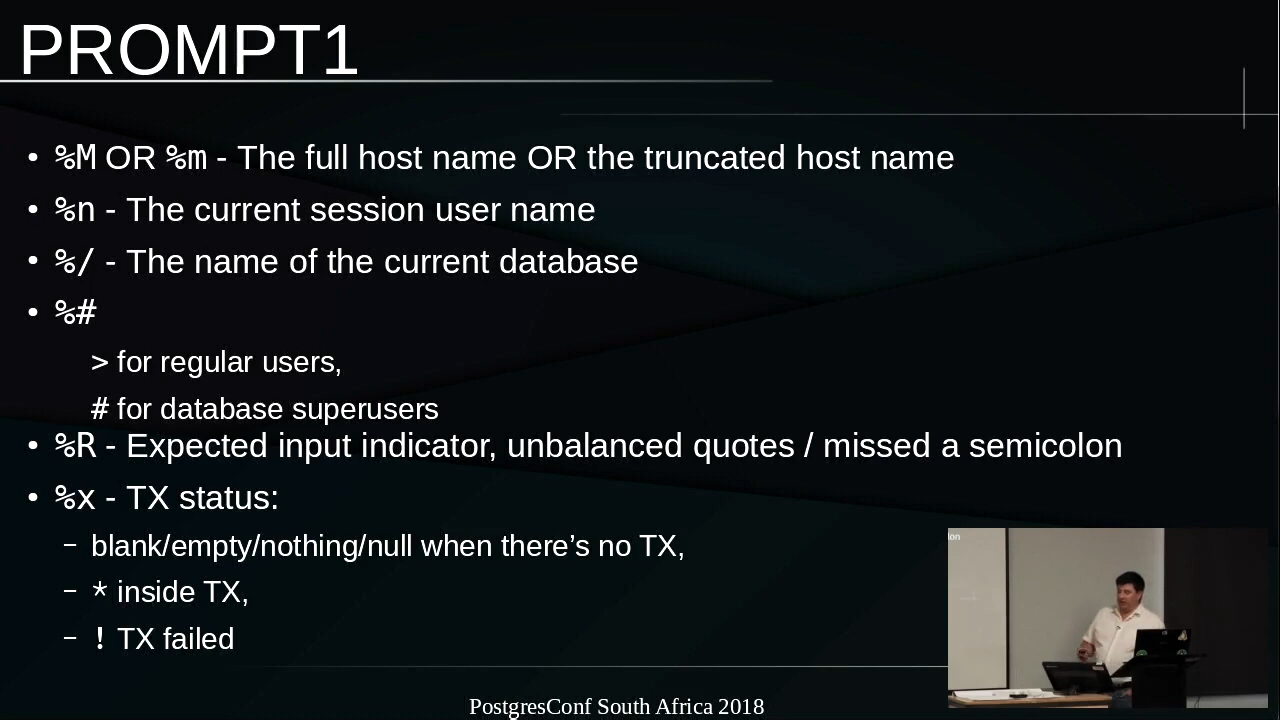 PROMPT1
• %M OR %m - The full host name OR the truncated host name
• %n - The current session user name
• %/ - The name of the current database
• %#
> for regular users,
# for database superusers
• %R - Expected input indicator, unbalanced quotes / missed a semicolon
• %x - TX status:
– blank/empty/nothing/null when there’s no TX,
– * inside TX,
– ! TX failed
PostgresConf South Africa 2018